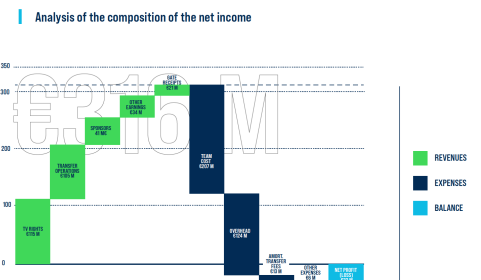 Analysis of the composition of the net income
€316 M
350
300
200
100
0
GATE
RECEIPTS
€21 M
OTHER
EARNINGS
€34 M
SPONSORS
41 M€
TRANSFER
OPERATIONS
TV RIGHTS
€115 M
TEAM
COST
€207 M
OVERHEAD
€124 M
AMORT.
TRANSFER
FEES
€13 M
OTHER
EXPENSES
€6 M
NET PROFIT
(LOSS)
REVENUES
EXPENSES
BALANCE